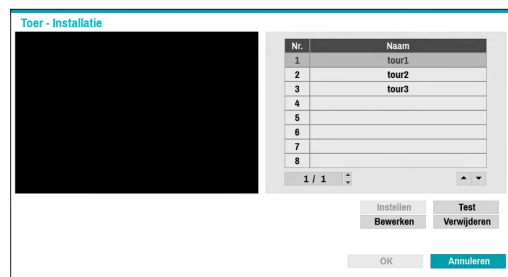 Toer - Installatie
Nr. Naam
1 tour1
2 tour2
3 tour3
4
5
6
7
8
1 / 1
Instellen Test
Bewerken Verwijderen
OK Annuleren